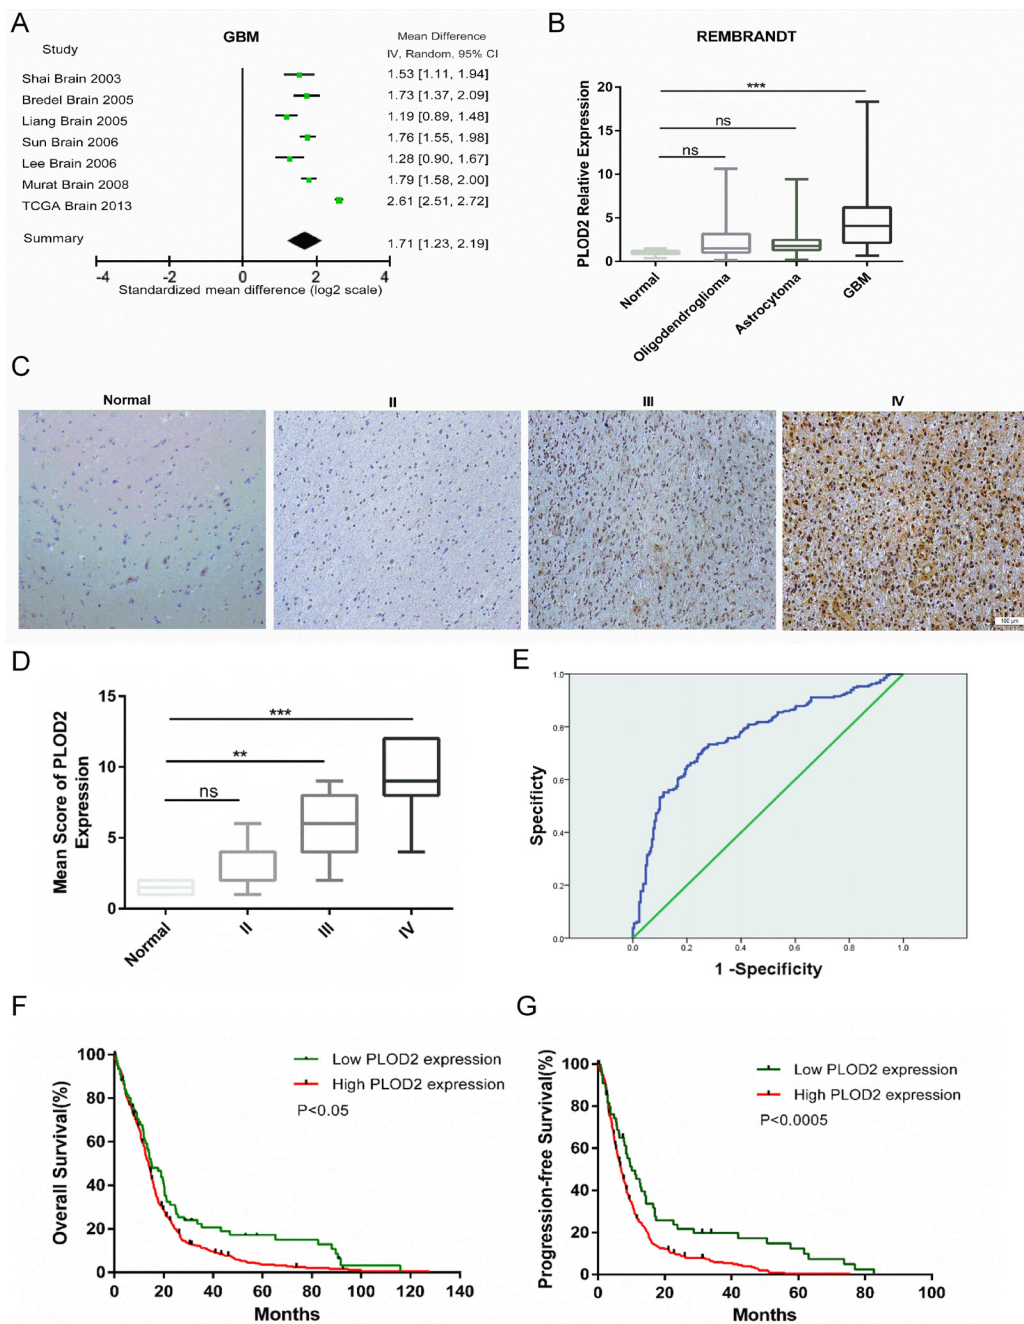 A
GBM
Study
Mean Difference
IV, Random, 95% CI
Shai Brain 2003 1.53 [1.11, 1.94]
Bredel Brain 2005 1.73 [1.37, 2.09]
Liang Brain 2005 1.19 [0.89, 1.48]
Sun Brain 2006 1.76 [1.55, 1.98]
Lee Brain 2006 1.28 [0.90, 1.67]
Murat Brain 2008 1.79 [1.58, 2.00]
TCGA Brain 2013 2.61 [2.51, 2.72]
Summary 1.71 [1.23, 2.19]
-4 -2 0 2 4
Standardized mean difference (log2 scale)
B
REMBRANDT
PLOD2 Relative Expression
20
15
10
5
0
***
ns
ns
Normal
Oligodendroglioma
Astrocytoma
GBM
C
Normal II III IV
100 μm
D
Mean Score of PLOD2
Expression
15
10
5
0
***
**
ns
Normal
II
III
IV
E
Specificty
1.0
0.8
0.6
0.4
0.2
0.0
0.0 0.2 0.4 0.6 0.8 1.0
1 -Specificity
F
Overall Survival(%)
100
80
60
40
20
0
Low PLOD2 expression
High PLOD2 expression
P<0.05
0 20 40 60 80 100 120 140
Months
G
Progression-free Survival(%)
100
80
60
40
20
0
Low PLOD2 expression
High PLOD2 expression
P<0.0005
0 20 40 60 80 100
Months